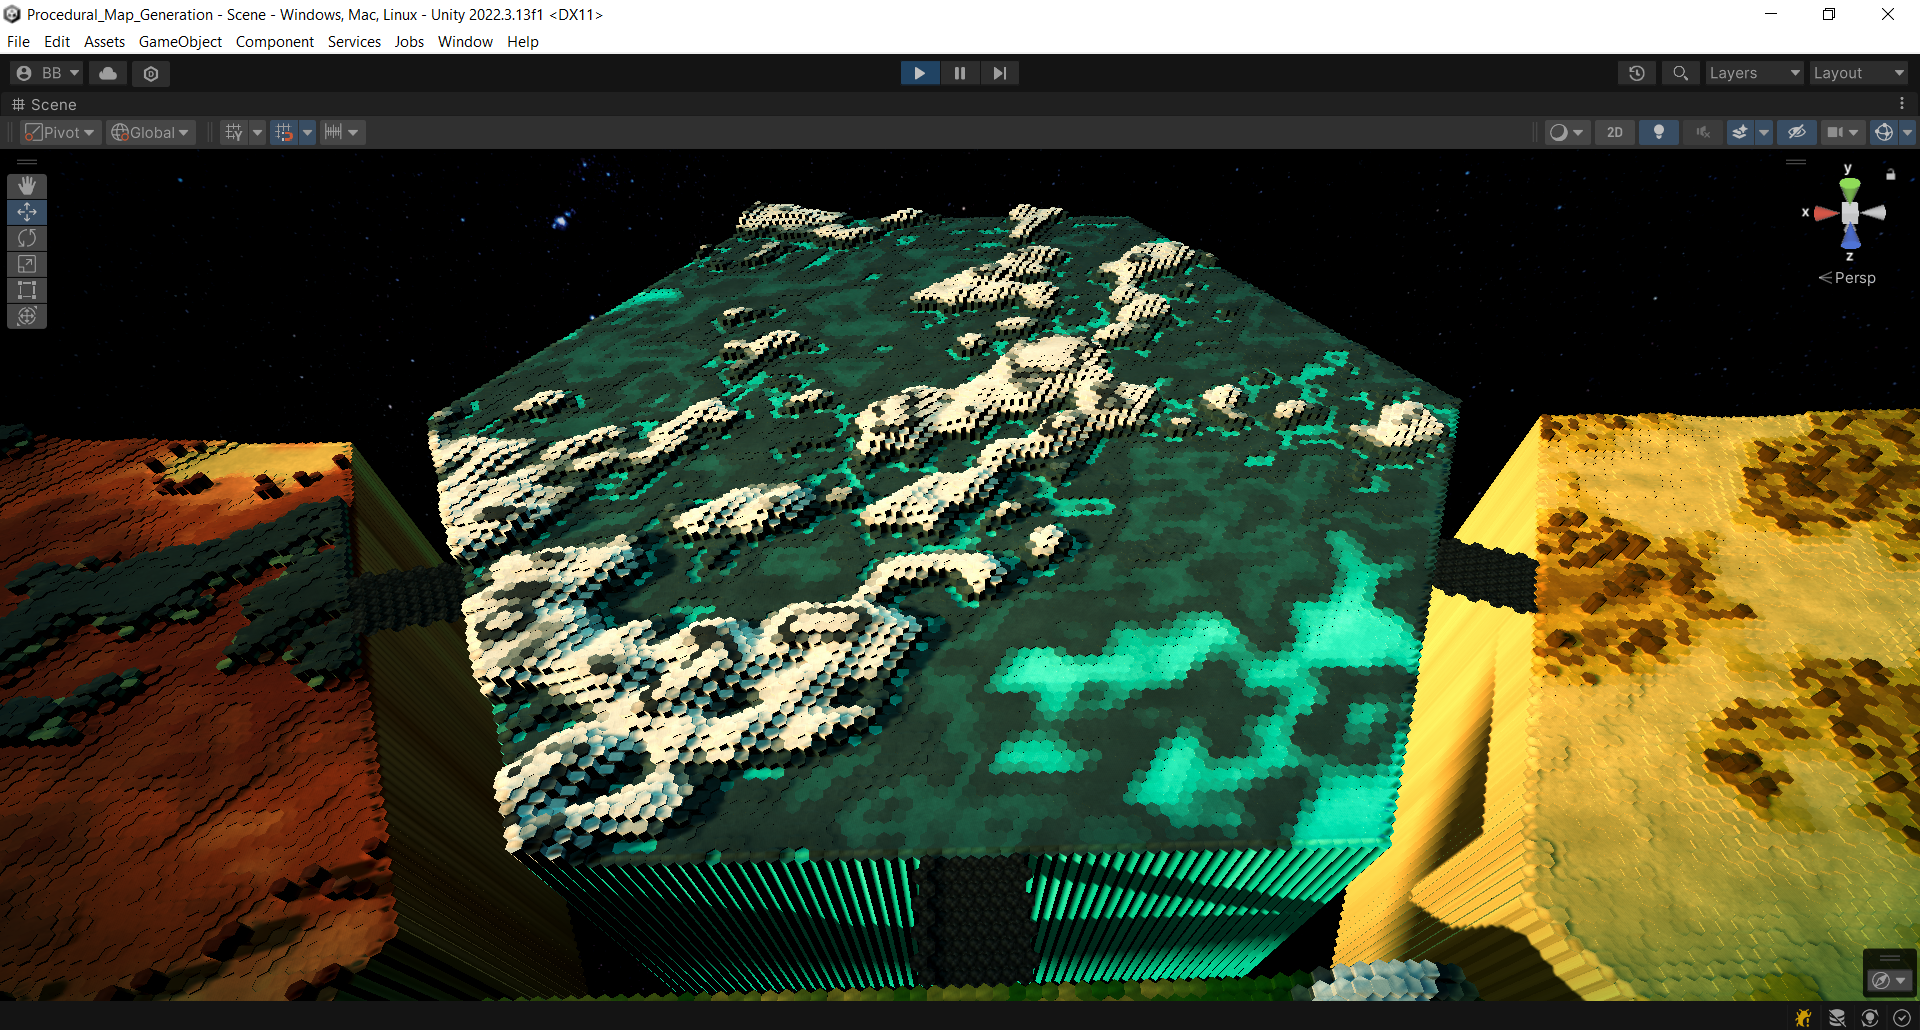 Procedural_Map_Generation - Scene - Windows, Mac, Linux - Unity 2022.3.13f1 <DX11>
File Edit Assets GameObject Component Services Jobs Window Help
BB Layers Layout
Scene
Pivot Global 2D
y
x
z
Persp